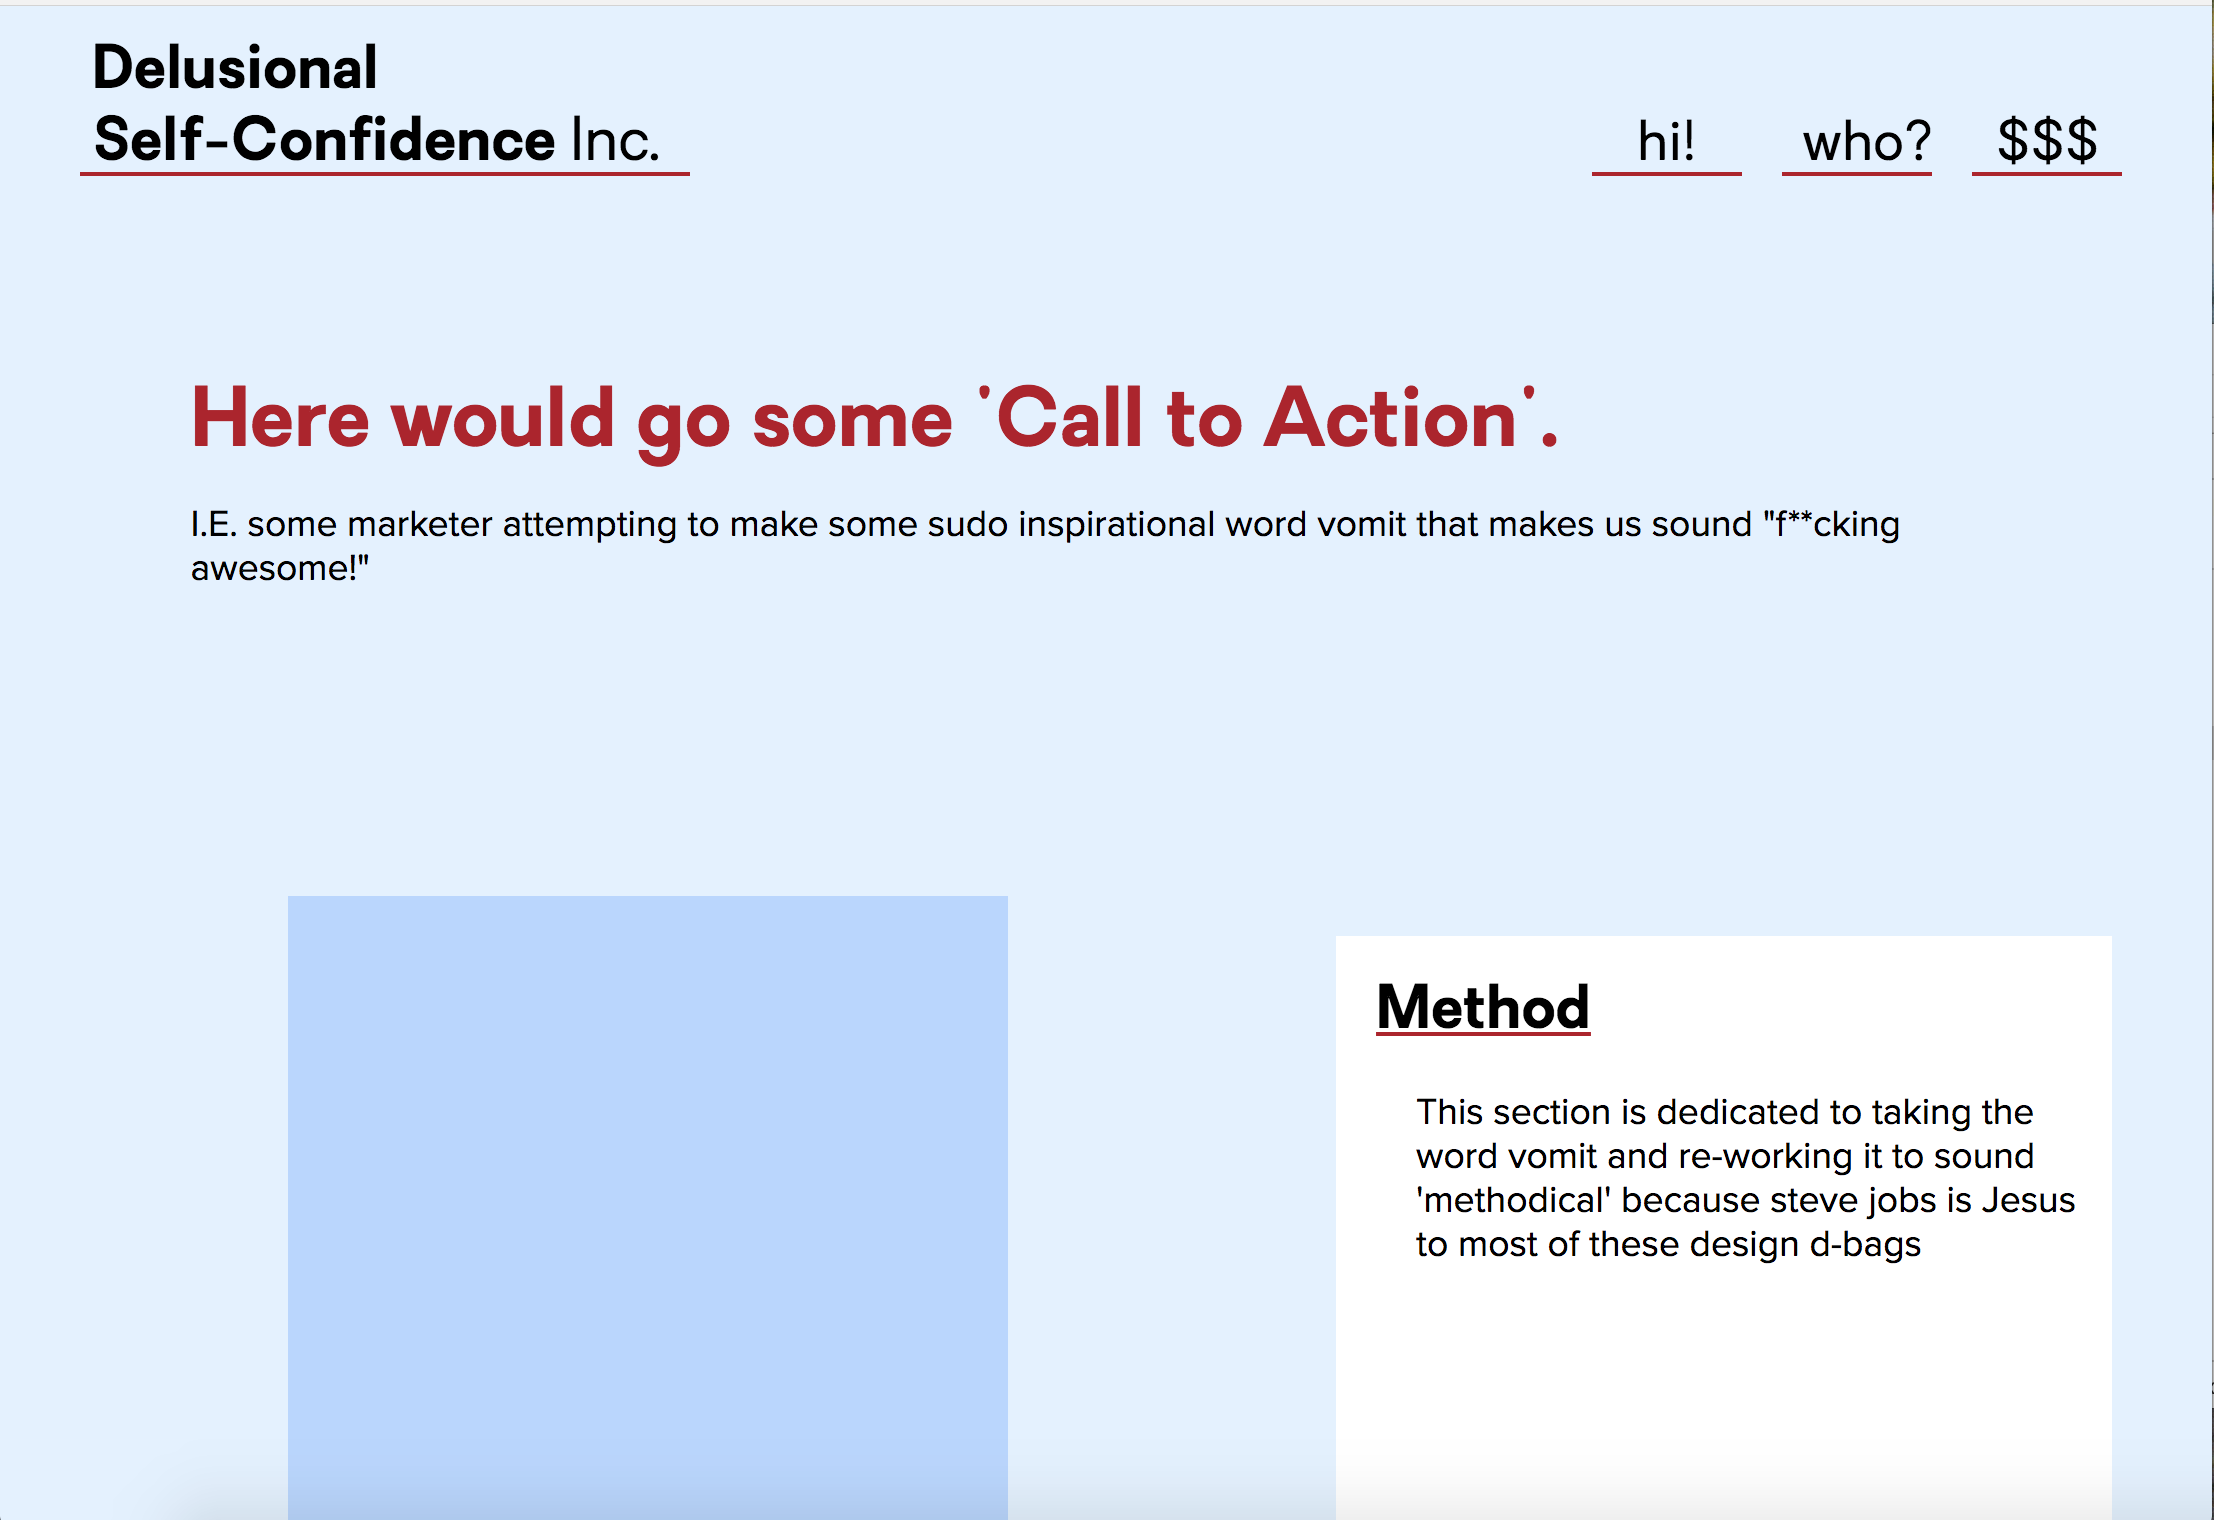 Delusional
Self-Confidence Inc.
hi! who? $$$
Here would go some 'Call to Action'.
I.E. some marketer attempting to make some sudo inspirational word vomit that makes us sound "f**cking
awesome!"
Method
This section is dedicated to taking the
word vomit and re-working it to sound
'methodical' because steve jobs is Jesus
to most of these design d-bags